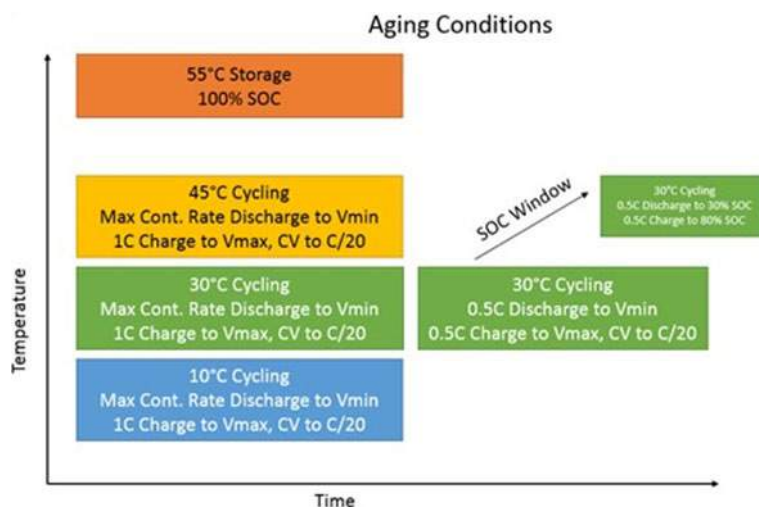 Aging Conditions
55°C Storage
100% SOC
45°C Cycling
Max Cont. Rate Discharge to Vmin
1C Charge to Vmax, CV to C/20
30°C Cycling
Max Cont. Rate Discharge to Vmin
1C Charge to Vmax, CV to C/20
10°C Cycling
Max Cont. Rate Discharge to Vmin
1C Charge to Vmax, CV to C/20
30°C Cycling
0.5C Discharge to Vmin
0.5C Charge to Vmax, CV to C/20
SOC Window
30°C Cycling
0.5C Discharge to 30% SOC
0.5C Charge to 80% SOC
Temperature
Time